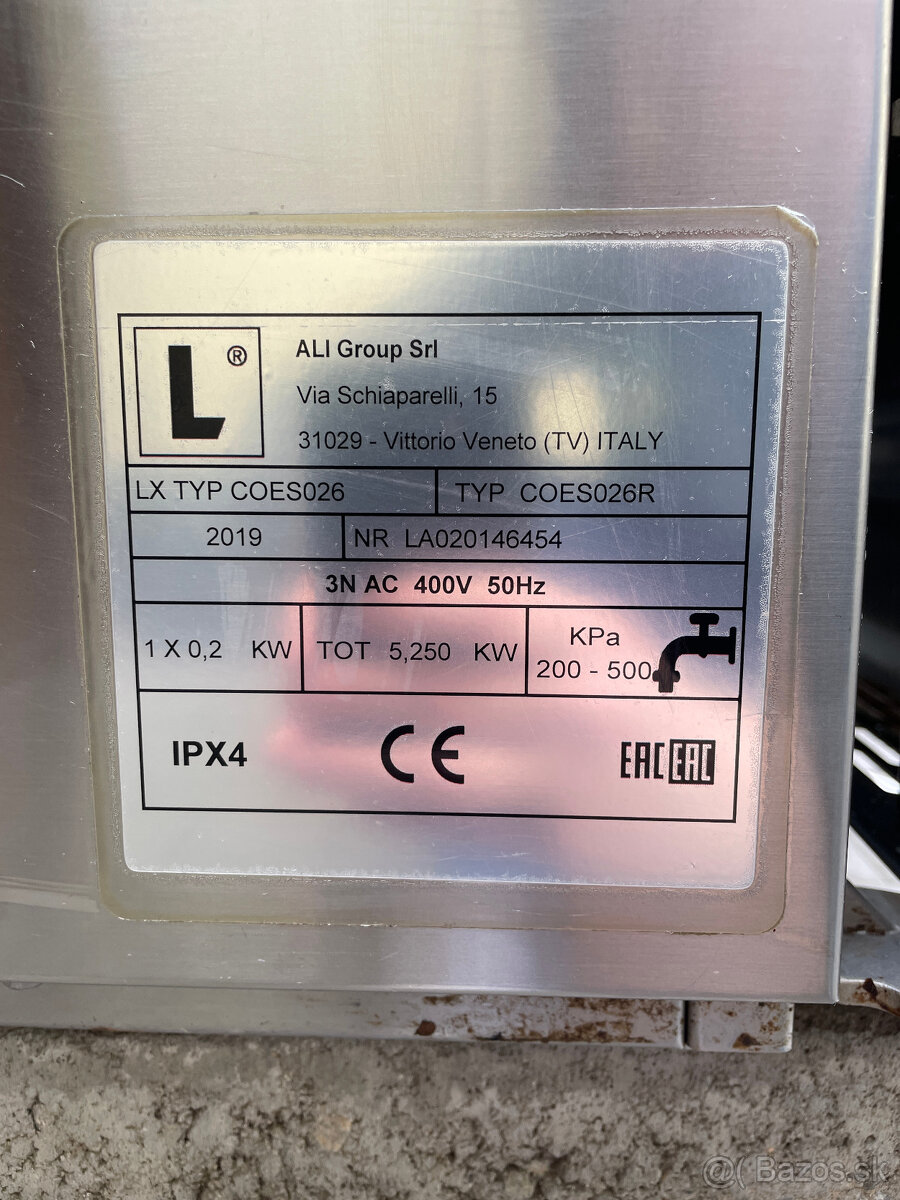 L®
ALI Group Srl
Via Schiaparelli, 15
31029 - Vittorio Veneto (TV) ITALY
LX TYP COES026 TYP COES026R
2019 NR LA020146454
3N AC 400V 50Hz
1 X 0,2 KW TOT 5,250 KW KPa
200 - 500
IPX4 CE EAC EAC
@( Bazos.sk